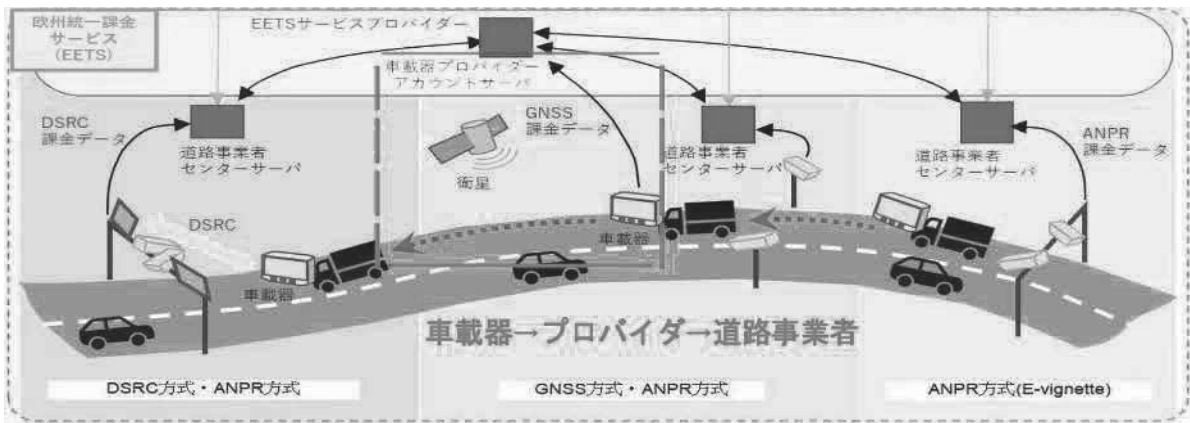 欧州統一課金
サービス
(EETS)
EETSサービスプロバイダー
車載器プロバイダー
アカウントサーバ
DSRC
課金データ
道路事業者
センターサーバ
GNSS
課金データ
衛星
道路事業者
センターサーバ
道路事業者
センターサーバ
ANPR
課金データ
DSRC
車載器
車載器
車載器→プロバイダ→道路事業者
DSRC方式・ANPR方式
GNSS方式・ANPR方式
ANPR方式(E-vignette)